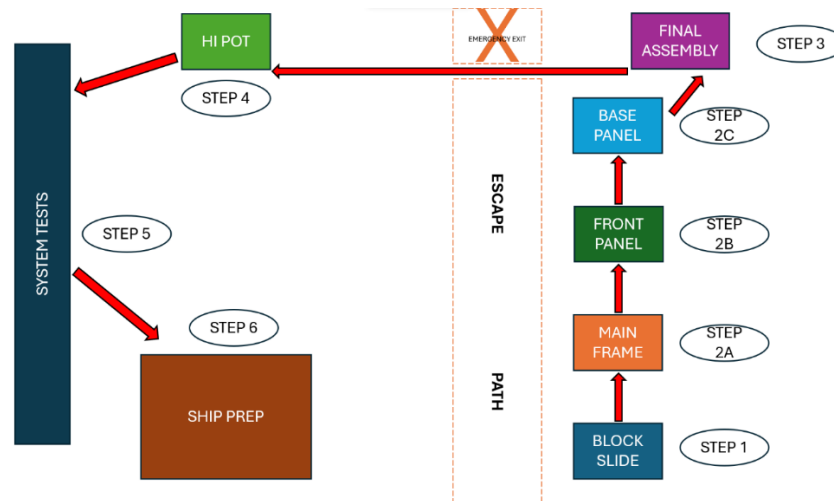 HI POT
EMERGENCY EXIT
FINAL
ASSEMBLY
STEP 3
STEP 4
BASE
PANEL
STEP
2C
SYSTEM TESTS
STEP 5
ESCAPE
FRONT
PANEL
STEP
2B
STEP 6
MAIN
FRAME
STEP
2A
SHIP PREP
PATH
BLOCK
SLIDE
STEP 1